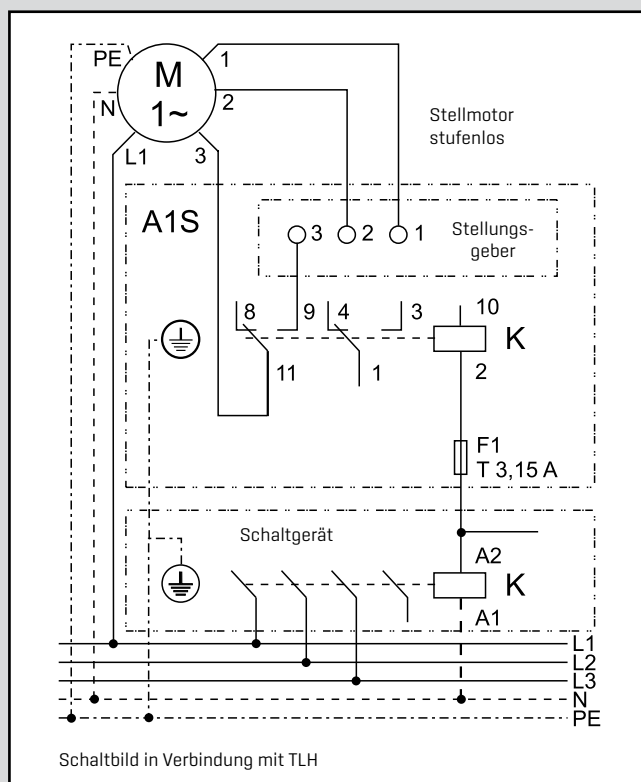 PE
1
M
1~
N
2
L1
3
Stellmotor
stufenlos
A1S
3
2
1
Stellungs-
geber
8
9
4
3
10
K
11
1
2
F1
T 3,15 A
Schaltgerät
A2
K
A1
L1
L2
L3
N
PE
Schaltbild in Verbindung mit TLH